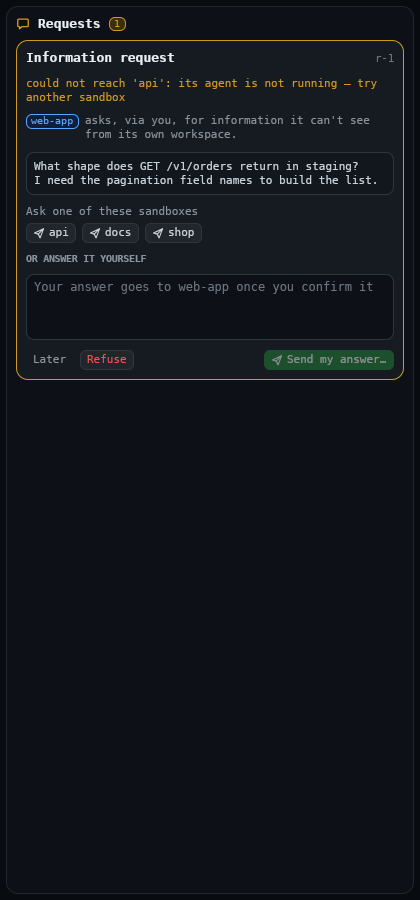 Requests 1
Information request r-1
could not reach 'api': its agent is not running — try
another sandbox
web-app asks, via you, for information it can't see
from its own workspace.
What shape does GET /v1/orders return in staging?
I need the pagination field names to build the list.
Ask one of these sandboxes
api docs shop
OR ANSWER IT YOURSELF
Your answer goes to web-app once you confirm it
Later Refuse Send my answer…